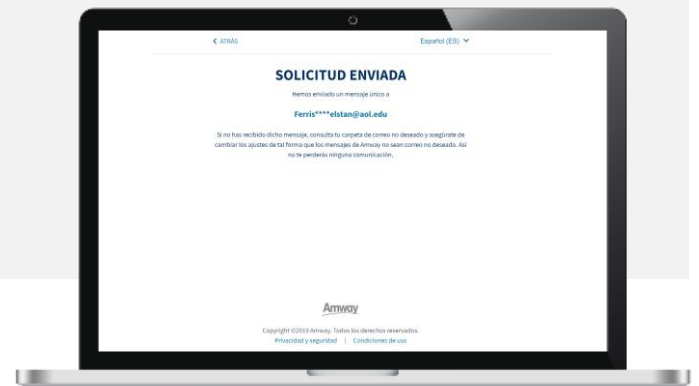 ATRÁS
Español (ES)
SOLICITUD ENVIADA
Hemos enviado un mensaje único a
Ferris****elstan@aol.edu
Si no has recibido dicho mensaje, consulta tu carpeta de correo no deseado y asegúrate de
cambiar los ajustes de tal forma que los mensajes de Amway no sean correo no deseado. Así
no te perderás ninguna comunicación.
Amway
Copyright ©2019 Amway. Todos los derechos reservados.
Privacidad y seguridad | Condiciones de uso